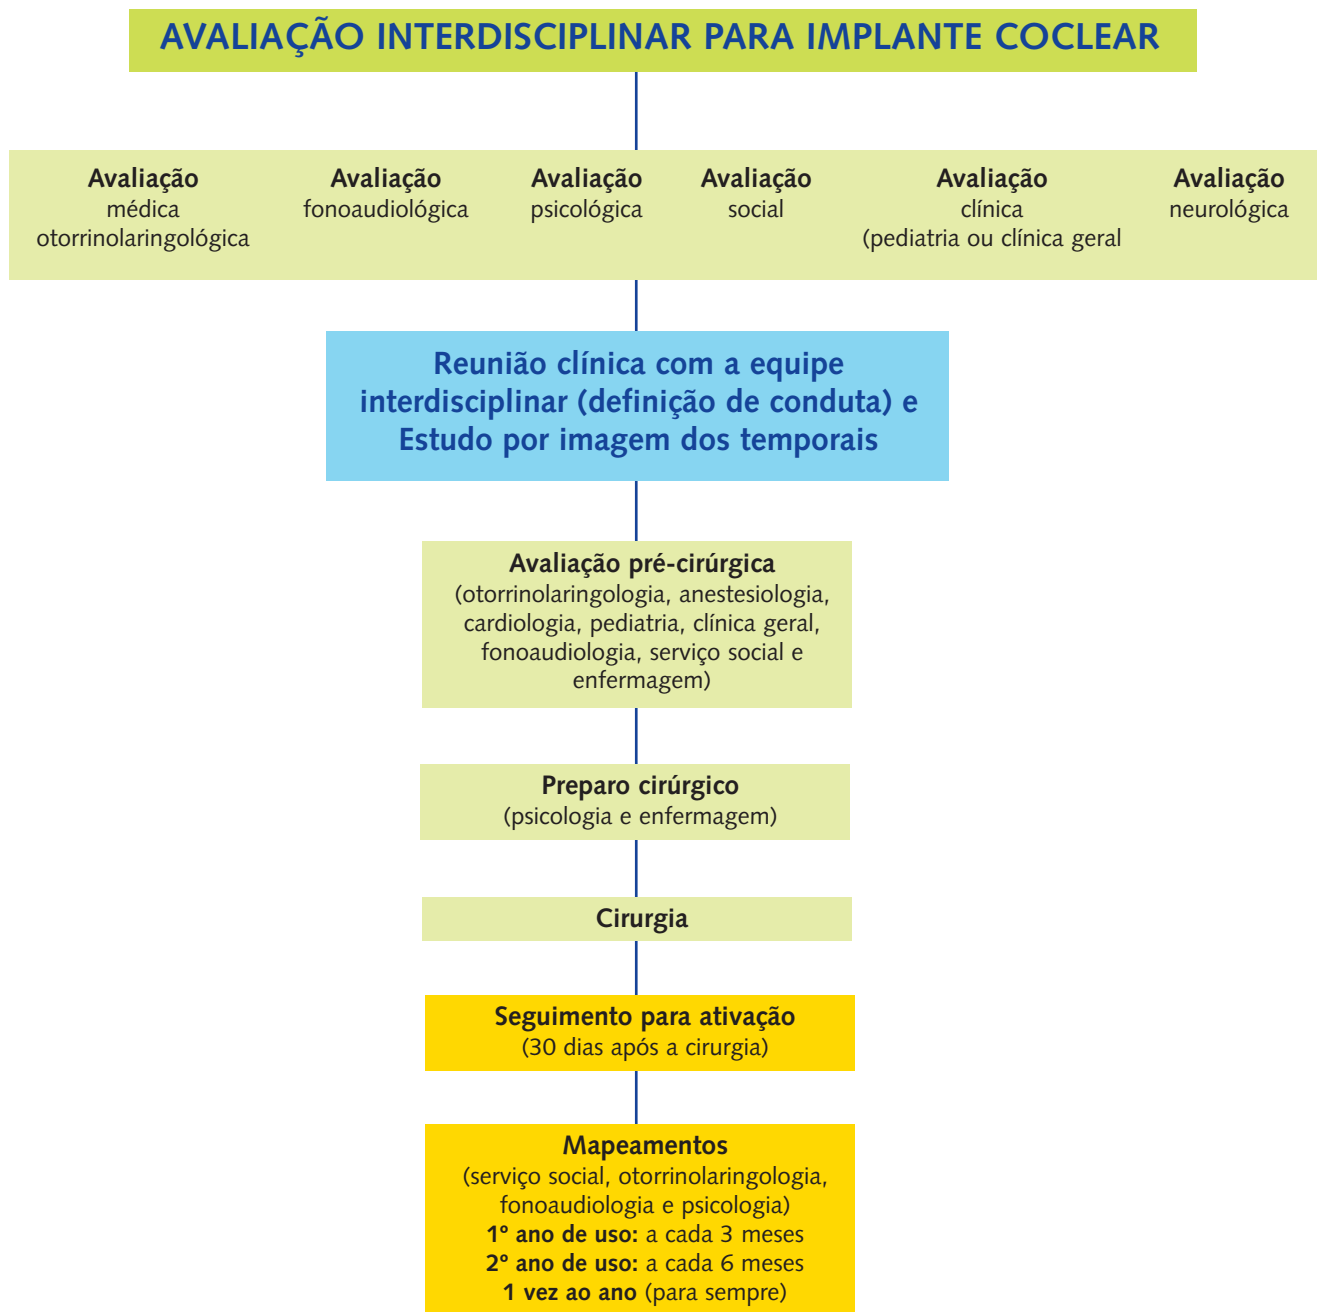 AVALIAÇÃO INTERDISCIPLINAR PARA IMPLANTE COCLEAR
Avaliação
médica
otorrinolaringológica
Avaliação
fonoaudiológica
Avaliação
psicológica
Avaliação
social
Avaliação
clínica
(pediatria ou clínica geral
Avaliação
neurológica
Reunião clínica com a equipe
interdisciplinar (definição de conduta) e
Estudo por imagem dos temporais
Avaliação pré-cirúrgica
(otorrinolaringologia, anestesiologia,
cardiologia, pediatria, clínica geral,
fonoaudiologia, serviço social e
enfermagem)
Preparo cirúrgico
(psicologia e enfermagem)
Cirurgia
Seguimento para ativação
(30 dias após a cirurgia)
Mapeamentos
(serviço social, otorrinolaringologia,
fonoaudiologia e psicologia)
1º ano de uso: a cada 3 meses
2º ano de uso: a cada 6 meses
1 vez ao ano (para sempre)